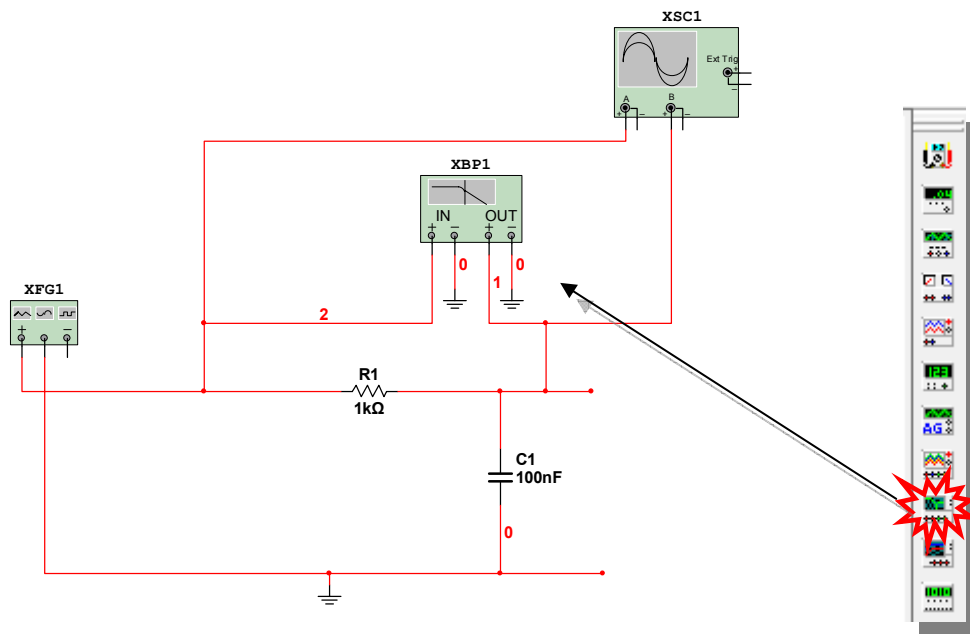 XSC1
Ext Trig
+
−
A
B
+ −
+ −
XBP1
IN OUT
+ − + −
0
1
0
XFG1
+ −
2
R1
1kΩ
C1
100nF
0
123
AG